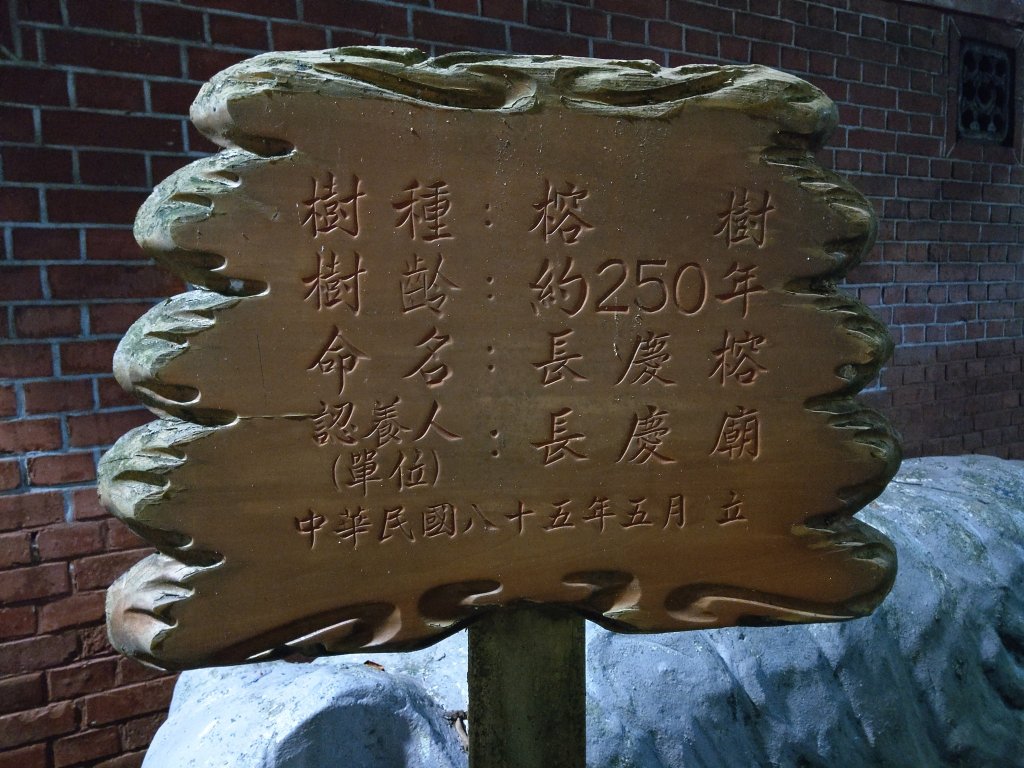 樹種：榕樹
樹齡：約250年
命名：長慶榕
認養人：長慶廟
(單位)
中華民國八十五年五月 立